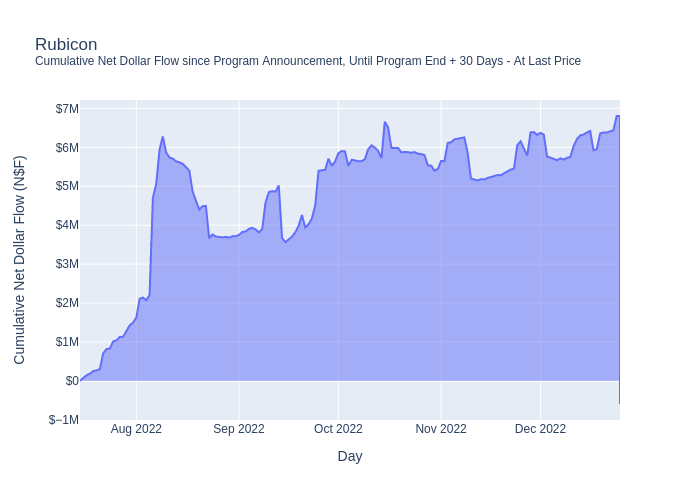 Rubicon
Cumulative Net Dollar Flow since Program Announcement, Until Program End + 30 Days - At Last Price
$7M
$6M
$5M
$4M
$3M
$2M
$1M
$0
$−1M
Cumulative Net Dollar Flow (N$F)
Aug 2022
Sep 2022
Oct 2022
Nov 2022
Dec 2022
Day